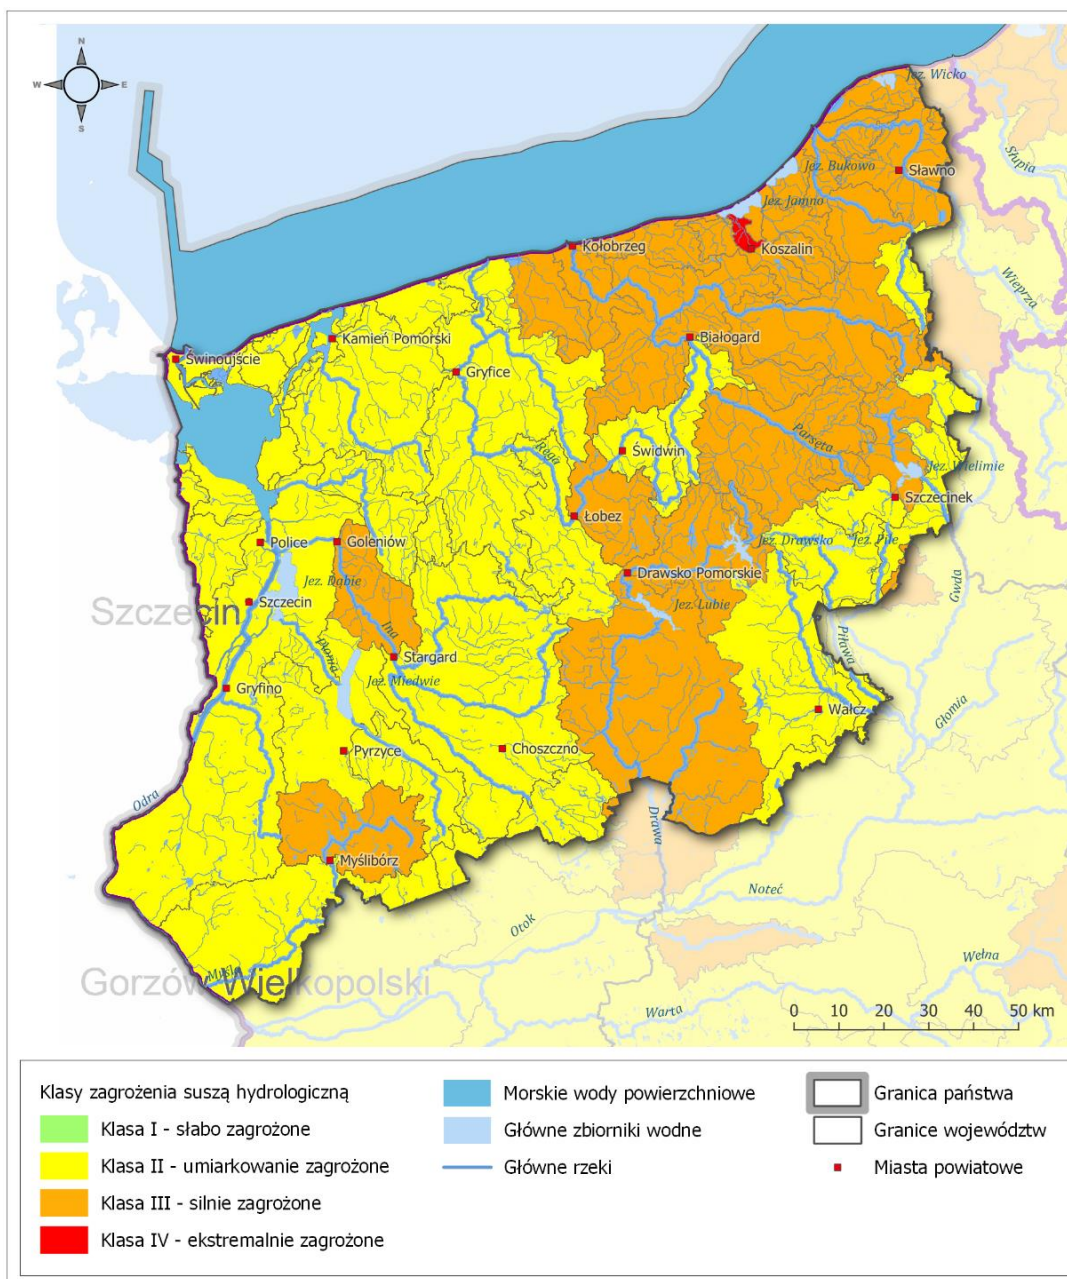 N
W
E
S
Jez. Wicko
Słupia
Jez. Bukowo
Sławno
Jez. Jamno
Kołobrzeg
Koszalin
Wieprza
Kamień Pomorski
Białogard
Świnoujście
Gryfice
Parsęta
Rega
Świdwin
Jez. Wielimie
Szczecinek
Łobez
Police
Goleniów
Jez. Drawsko
Jez. Pile
Jez. Dąbie
Drawsko Pomorskie
Gwda
Szczecin
Szczecin
Jez. Lubie
Ina
Piława
Płonia
Stargard
Jez. Miedwie
Gryfino
Głomia
Wałcz
Pyrzyce
Choszczno
Odra
Drawa
Myślibórz
Noteć
Otok
Wełna
Myśla
Gorzów Wielkopolski
Warta
0 10 20 30 40 50 km
Klasy zagrożenia suszą hydrologiczną
Klasa I - słabo zagrożone
Klasa II - umiarkowanie zagrożone
Klasa III - silnie zagrożone
Klasa IV - ekstremalnie zagrożone
Morskie wody powierzchniowe
Główne zbiorniki wodne
Główne rzeki
Granica państwa
Granice województw
Miasta powiatowe